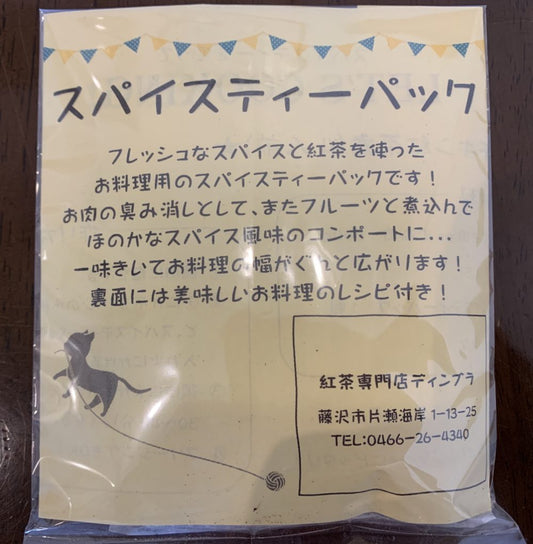 スパイスティーパック
フレッシュなスパイスと紅茶を使った
お料理用のスパイスティーパックです!
お肉の臭み消しとして、またフルーツと煮込んで
ほのかなスパイス風味のコンポートに...
一味きいてお料理の幅がぐんと広がります!
裏面には美味しいお料理のレシピ付き!
紅茶専門店ディンブラ
藤沢市片瀬海岸1-13-25
TEL:0466-26-4340